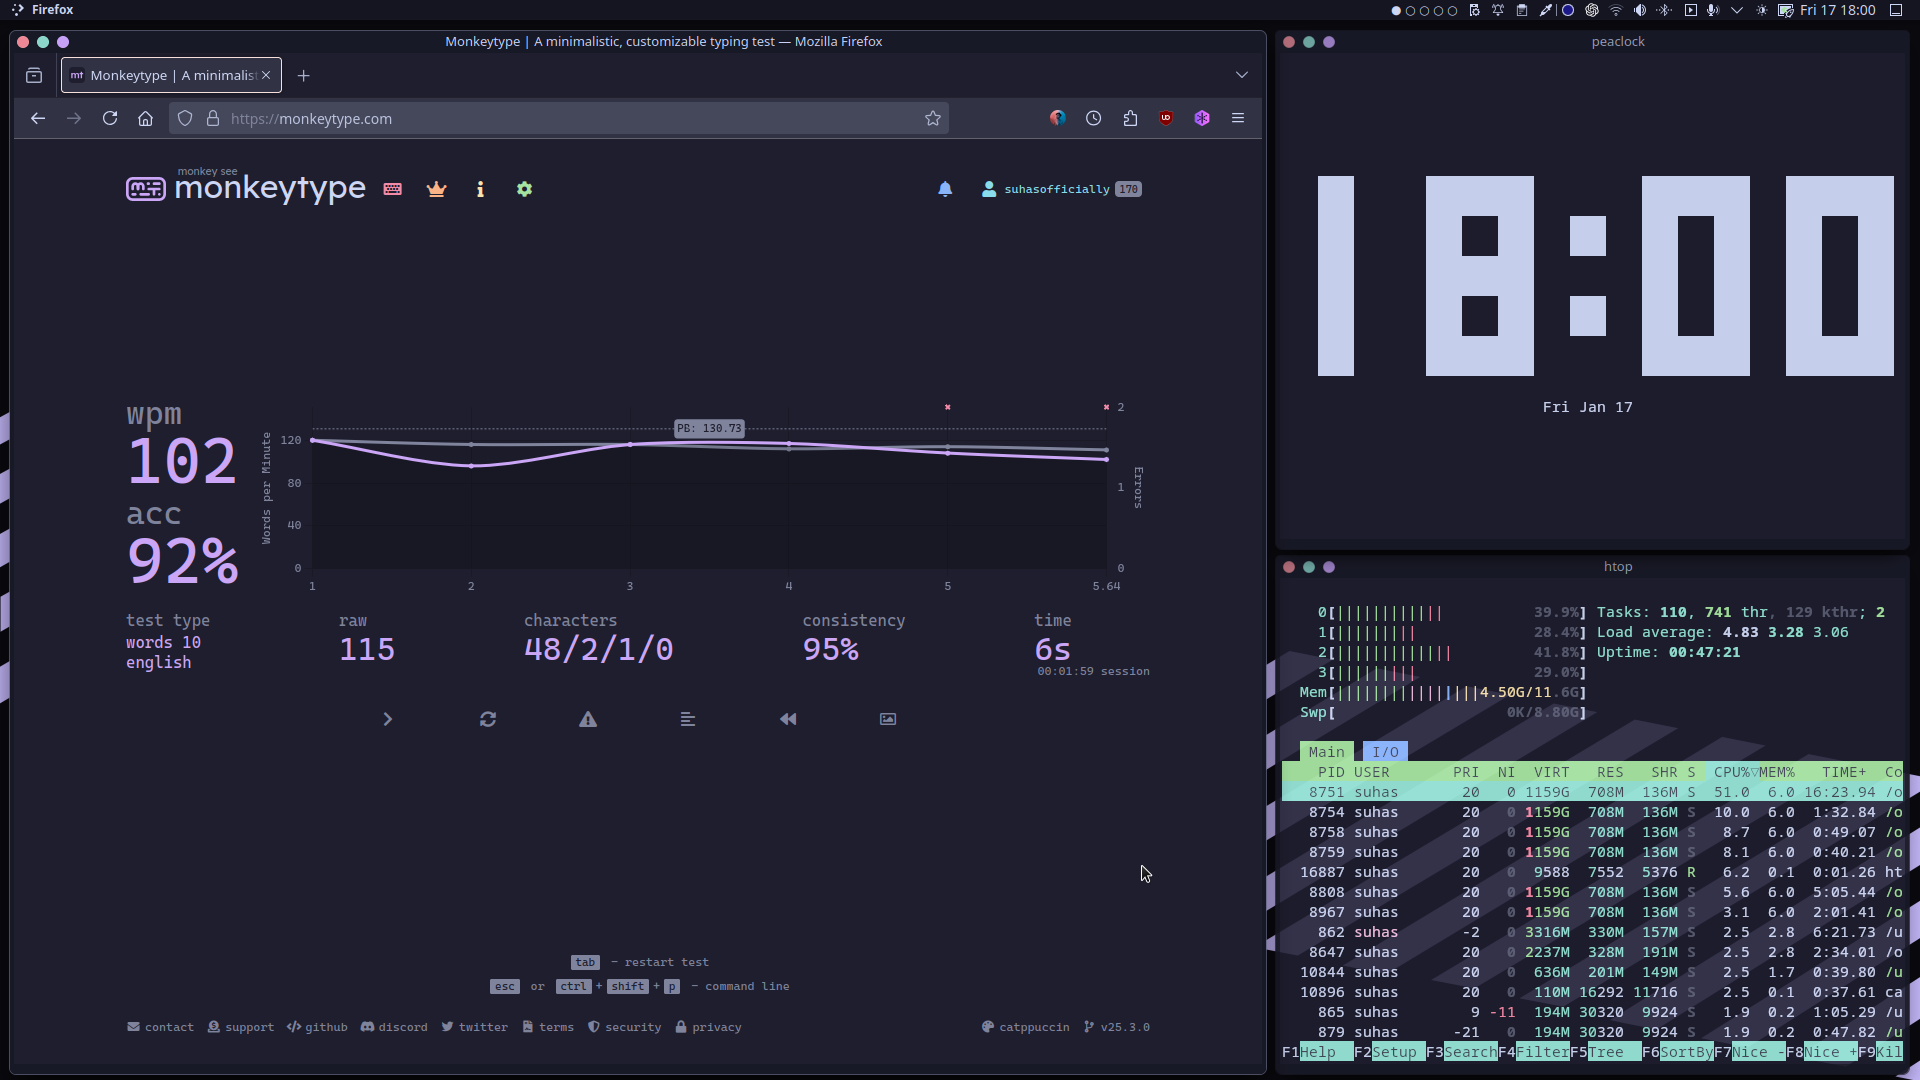 Firefox
Fri 17 18:00
Monkeytype | A minimalistic, customizable typing test — Mozilla Firefox
Monkeytype | A minimalis
https://monkeytype.com
monkey see
monkeytype
suhasofficially 170
wpm
102
acc
92%
Words per Minute
120
80
40
0
PB: 130.73
2
1
0
Errors
1 2 3 4 5 5.64
test type
words 10
english
raw
115
characters
48/2/1/0
consistency
95%
time
6s
00:01:59 session
tab - restart test
esc or ctrl + shift + p - command line
contact support github discord twitter terms security privacy
catppuccin v25.3.0
peaclock
18:00
Fri Jan 17
htop
0[||||||||||||39.9%] Tasks: 110, 741 thr, 129 kthr; 2
1[|||||||||28.4%] Load average: 4.83 3.28 3.06
2[|||||||||||||41.8%] Uptime: 00:47:21
3[|||||||||29.0%]
Mem[||||||||||||||||4.50G/11.6G]
Swp[0K/8.80G]
Main I/O
PID USER PRI NI VIRT RES SHR S CPU%▽MEM% TIME+ Co
8751 suhas 20 0 1159G 708M 136M S 51.0 6.0 16:23.94 /o
8754 suhas 20 0 1159G 708M 136M S 10.0 6.0 1:32.84 /o
8758 suhas 20 0 1159G 708M 136M S 8.7 6.0 0:49.07 /o
8759 suhas 20 0 1159G 708M 136M S 8.1 6.0 0:40.21 /o
16887 suhas 20 0 9588 7552 5376 R 6.2 0.1 0:01.26 ht
8808 suhas 20 0 1159G 708M 136M S 5.6 6.0 5:05.44 /o
8967 suhas 20 0 1159G 708M 136M S 3.1 6.0 2:01.41 /o
862 suhas -2 0 3316M 330M 157M S 2.5 2.8 6:21.73 /u
8647 suhas 20 0 2237M 328M 191M S 2.5 2.8 2:34.01 /o
10844 suhas 20 0 636M 201M 149M S 2.5 1.7 0:39.80 /u
10896 suhas 20 0 110M 16292 11716 S 2.5 0.1 0:37.61 ca
865 suhas 9 -11 194M 30320 9924 S 1.9 0.2 1:05.29 /u
879 suhas -21 0 194M 30320 9924 S 1.9 0.2 0:47.82 /u
F1Help F2Setup F3SearchF4FilterF5Tree F6SortByF7Nice -F8Nice +F9Kil